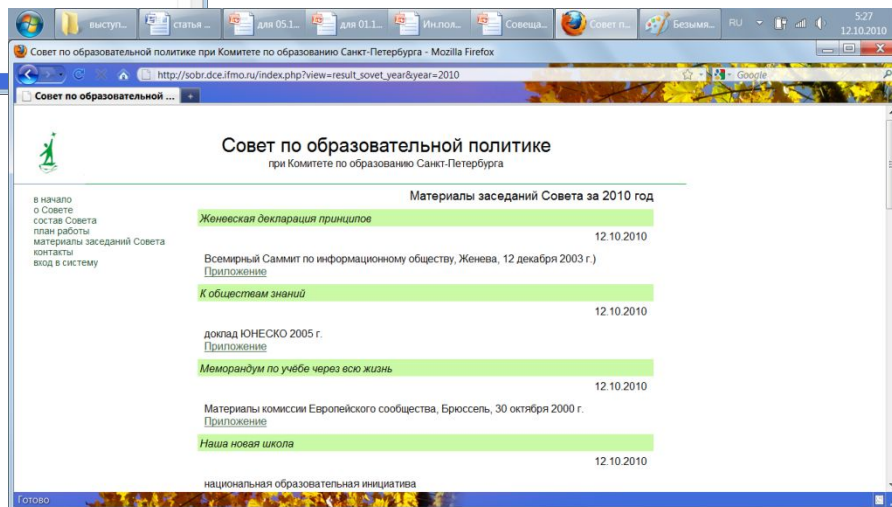 выступ...
статья ...
для 05.1...
для 01.1...
Ин.пол...
Совеща...
Совет п...
Безымя...
RU
5:27
12.10.2010
Совет по образовательной политике при Комитете по образованию Санкт-Петербурга - Mozilla Firefox
http://sobr.dce.ifmo.ru/index.php?view=result_sovet_year&year=2010
Google
Совет по образовательной ...
Совет по образовательной политике
при Комитете по образованию Санкт-Петербурга
в начало
о Совете
состав Совета
план работы
материалы заседаний Совета
контакты
вход в систему
Материалы заседаний Совета за 2010 год
Женевская декларация принципов
12.10.2010
Всемирный Саммит по информационному обществу, Женева, 12 декабря 2003 г.)
Приложение
К обществам знаний
12.10.2010
доклад ЮНЕСКО 2005 г.
Приложение
Меморандум по учёбе через всю жизнь
12.10.2010
Материалы комиссии Европейского сообщества, Брюссель, 30 октября 2000 г.
Приложение
Наша новая школа
12.10.2010
национальная образовательная инициатива
Готово